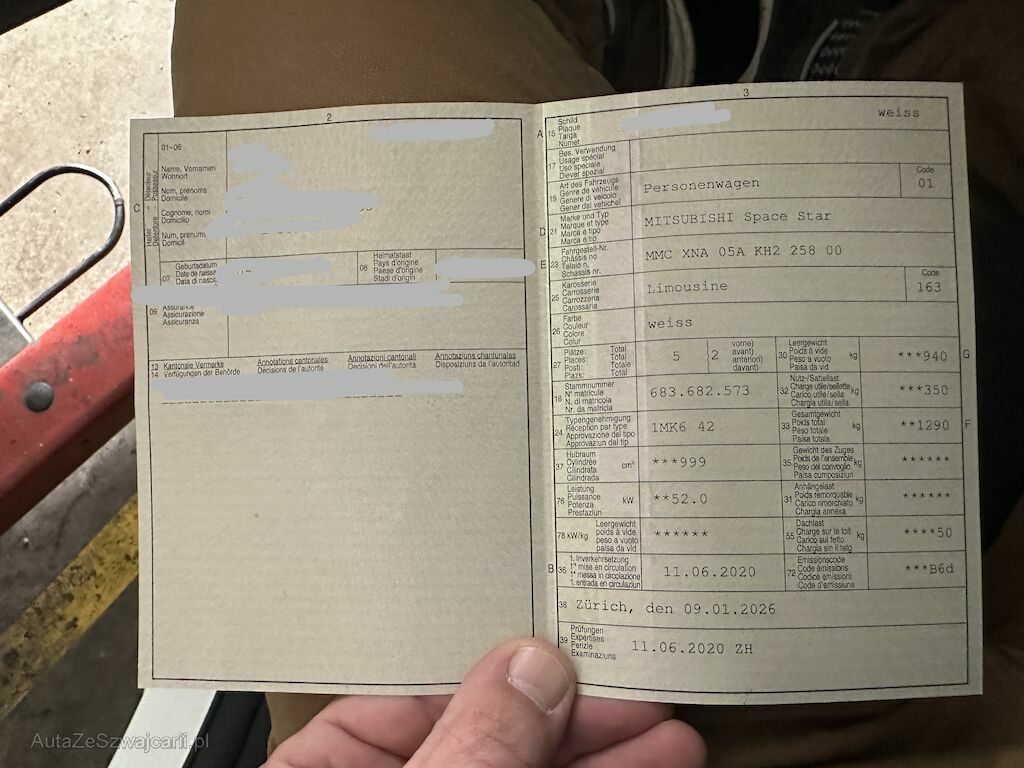 2
01-06
Détenteur Possessur
Halter Detentore
C
Name, Vornamen
Wohnort
Nom, prénoms
Domicile
Cognome, nomi
Domicilio
Num, prenums
Domicil
07
Geburtsdatum
Date de
Data di
08
Heimatstaat
Pays d'origine
Paese d'origine
Stadi d'origin
09
Assurance
Assicurazione
Assicuranza
13
14
Kantonale Vermerke
Verfügungen der Behörde
Annotations cantonales
Décisions de l'autorité
Annotazioni cantonali
Decisioni dell'autorità
Annotaziuns chantunalas
Disposiziuns da l'autoritad
3
A 15
Schild
Plaque
Targa
Numer
weiss
17
Bes. Verwendung
Usage spécial
Uso speciale
Diever spezial
19
Art des Fahrzeugs
Genre de véhicule
Genere di veicolo
Gener dal vehichel
Personenwagen
Code
01
D 21
Marke und Typ
Marque et type
Marca e tipo
Marca e tip
MITSUBISHI Space Star
E 23
Fahrgestell-Nr.
Châssis no
Telaio n.
Schassis nr.
MMC XNA 05A KH2 258 00
25
Karosserie
Carrosserie
Carrozzeria
Carossaria
Limousine
Code
163
26
Farbe
Couleur
Colore
Colur
weiss
27
Plätze: Total
Places: Total
Posti: Totale
Plazs: Total
5
2
vorne)
avant)
anteriori)
davant)
30
Leergewicht
Poids à vide
Peso a vuoto
Paisa da vid
kg
***940
G
18
Stammnummer
N° matricule
N. di matricola
Nr. da matricla
683.682.573
32
Nutz-/Sattellast
Charge utile/sellette
Carico utile/sella
Chargia utila/sella
kg
***350
24
Typengenehmigung
Réception par type
Approvazione del tipo
Approvaziun dal tip
1MK6 42
33
Gesamtgewicht
Poids total
Peso totale
Paisa totala
kg
**1290
F
37
Hubraum
Cylindrée
Cilindrata
Cilindrada
cm³
***999
35
Gewicht des Zuges
Poids de l'ensemble
Peso del convoglio
Paisa cumposiziun
kg
******
76
Leistung
Puissance
Potenza
Prestaziun
kW
**52.0
31
Anhängelast
Poids remorquable
Carico rimorchiato
Chargia annexa
kg
******
78 kW/kg
Leergewicht
poids à vide
peso a vuoto
paisa da vid
******
55
Dachlast
Charge sur le toit
Carico sul tetto
Chargia sin il tetg
kg
****50
B 36
1. Inverkehrsetzung
1re mise en circulation
1a messa in circolazione
1. entrada en circulaziun
11.06.2020
72
Emissionscode
Code émissions
Codice emissioni
Code d'emissiuns
***B6d
38
Zürich, den 09.01.2026
39
Prüfungen
Expertises
Perizie
Examinaziuns
11.06.2020 ZH
AutaZeSzwajcarii.pl